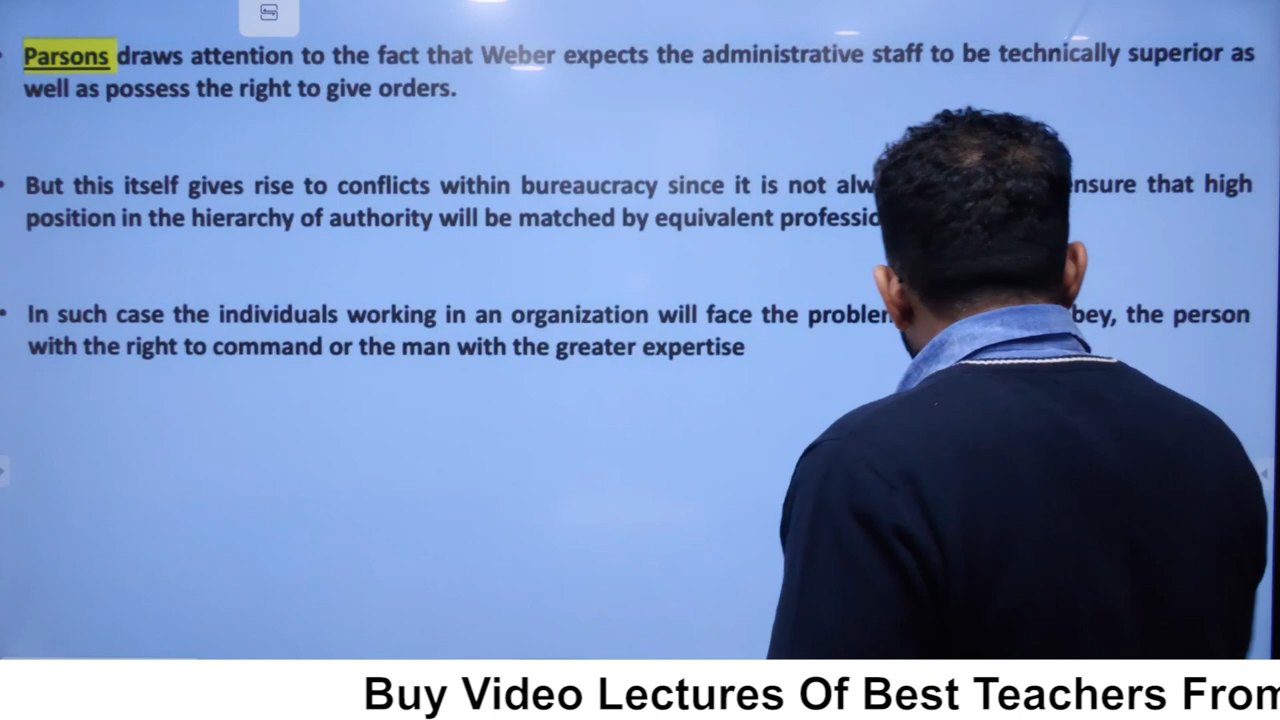 Parsons draws attention to the fact that Weber expects the administrative staff to be technically superior as
well as possess the right to give orders.
But this itself gives rise to conflicts within bureaucracy since it is not alw ensure that high
position in the hierarchy of authority will be matched by equivalent professio
In such case the individuals working in an organization will face the problem bey, the person
with the right to command or the man with the greater expertise
Buy Video Lectures Of Best Teachers From